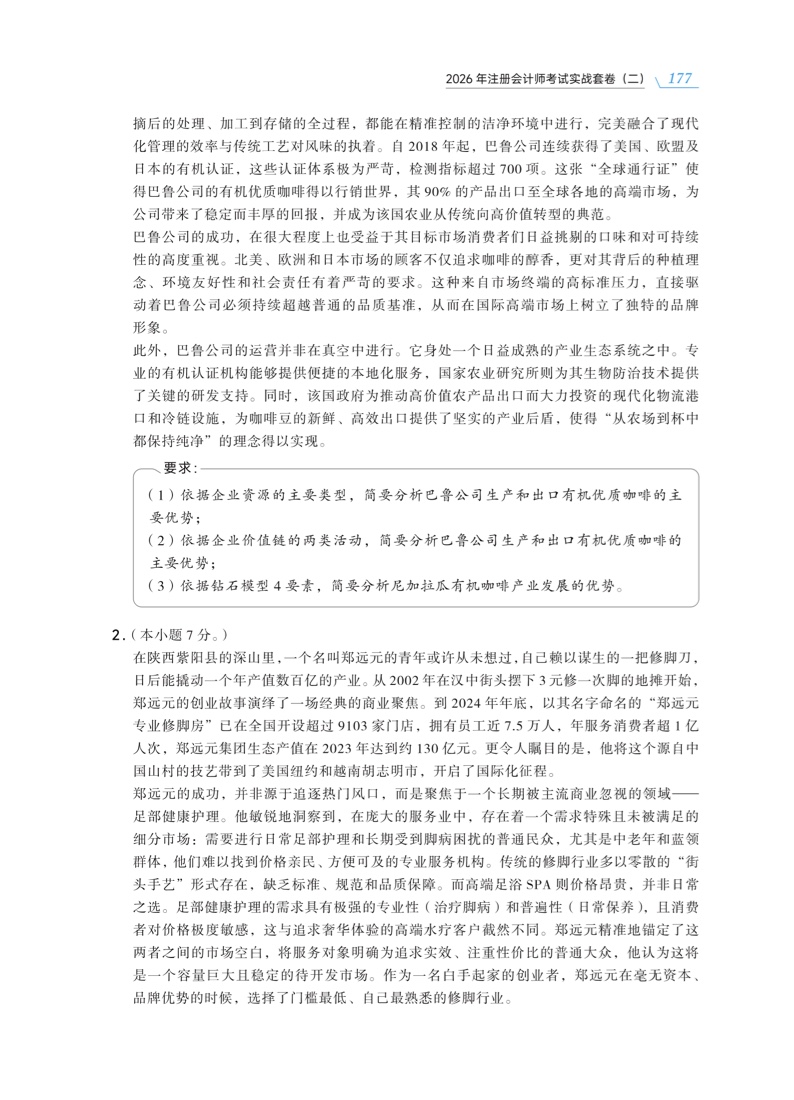 2026 年注册会计师考试实战套卷（二） 177
摘后的处理、加工到存储的全过程，都能在精准控制的洁净环境中进行，完美融合了现代
化管理的效率与传统工艺对风味的执着。自 2018 年起，巴鲁公司连续获得了美国、欧盟及
日本的有机认证，这些认证体系极为严苛，检测指标超过 700 项。这张“全球通行证”使
得巴鲁公司的有机优质咖啡得以行销世界，其 90% 的产品出口至全球各地的高端市场，为
公司带来了稳定而丰厚的回报，并成为该国农业从传统向高价值转型的典范。
巴鲁公司的成功，在很大程度上也受益于其目标市场消费者们日益挑剔的口味和对可持续
性的高度重视。北美、欧洲和日本市场的顾客不仅追求咖啡的醇香，更对其背后的种植理
念、环境友好性和社会责任有着严苛的要求。这种来自市场终端的高标准压力，直接驱
动着巴鲁公司必须持续超越普通的品质基准，从而在国际高端市场上树立了独特的品牌
形象。
此外，巴鲁公司的运营并非在真空中进行。它身处一个日益成熟的产业生态系统之中。专
业的有机认证机构能够提供便捷的本地化服务，国家农业研究所则为其生物防治技术提供
了关键的研发支持。同时，该国政府为推动高价值农产品出口而大力投资的现代化物流港
口和冷链设施，为咖啡豆的新鲜、高效出口提供了坚实的产业后盾，使得“从农场到杯中
都保持纯净”的理念得以实现。
要求：
（1）依据企业资源的主要类型，简要分析巴鲁公司生产和出口有机优质咖啡的主
要优势；
（2）依据企业价值链的两类活动，简要分析巴鲁公司生产和出口有机优质咖啡的
主要优势；
（3）依据钻石模型 4 要素，简要分析尼加拉瓜有机咖啡产业发展的优势。
2.（本小题 7 分。）
在陕西紫阳县的深山里，一个名叫郑远元的青年或许从未想过，自己赖以谋生的一把修脚刀，
日后能撬动一个年产值数百亿的产业。从 2002 年在汉中街头摆下 3 元修一次脚的地摊开始，
郑远元的创业故事演绎了一场经典的商业聚焦。到 2024 年年底，以其名字命名的“郑远元
专业修脚房”已在全国开设超过 9103 家门店，拥有员工近 7.5 万人，年服务消费者超 1 亿
人次，郑远元集团生态产值在 2023 年达到约 130 亿元。更令人瞩目的是，他将这个源自中
国山村的技艺带到了美国纽约和越南胡志明市，开启了国际化征程。
郑远元的成功，并非源于追逐热门风口，而是聚焦于一个长期被主流商业忽视的领域——
足部健康护理。他敏锐地洞察到，在庞大的服务业中，存在着一个需求特殊且未被满足的
细分市场：需要进行日常足部护理和长期受到脚病困扰的普通民众，尤其是中老年和蓝领
群体，他们难以找到价格亲民、方便可及的专业服务机构。传统的修脚行业多以零散的“街
头手艺”形式存在，缺乏标准、规范和品质保障。而高端足浴 SPA 则价格昂贵，并非日常
之选。足部健康护理的需求具有极强的专业性（治疗脚病）和普遍性（日常保养），且消费
者对价格极度敏感，这与追求奢华体验的高端水疗客户截然不同。郑远元精准地锚定了这
两者之间的市场空白，将服务对象明确为追求实效、注重性价比的普通大众，他认为这将
是一个容量巨大且稳定的待开发市场。作为一名白手起家的创业者，郑远元在毫无资本、
品牌优势的时候，选择了门槛最低、自己最熟悉的修脚行业。